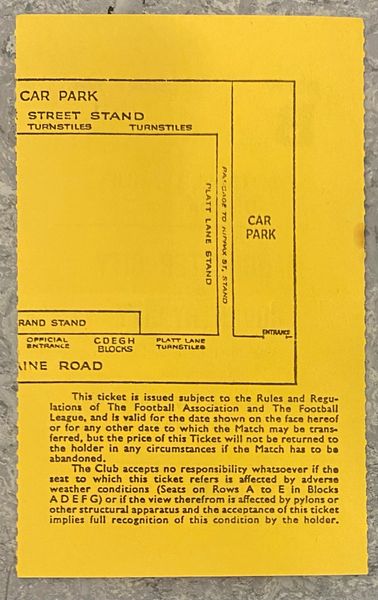 CAR PARK
STREET STAND
TURNSTILES TURNSTILES
PLATT LANE STAND
PASSAGE TO KIPPAX ST. STAND
CAR
PARK
RAND STAND
ENTRANCE
OFFICIAL
ENTRANCE
C D E G H
BLOCKS
PLATT LANE
TURNSTILES
AINE ROAD
This ticket is issued subject to the Rules and Regu-
lations of The Football Association and The Football
League, and is valid for the date shown on the face hereof
or for any other date to which the Match may be trans-
ferred, but the price of this Ticket will not be returned to
the holder in any circumstances if the Match has to be
abandoned.
The Club accepts no responsibility whatsoever if the
seat to which this ticket refers is affected by adverse
weather conditions (Seats on Rows A to E in Blocks
A D E F G) or if the view therefrom is affected by pylons or
other structural apparatus and the acceptance of this ticket
implies full recognition of this condition by the holder.